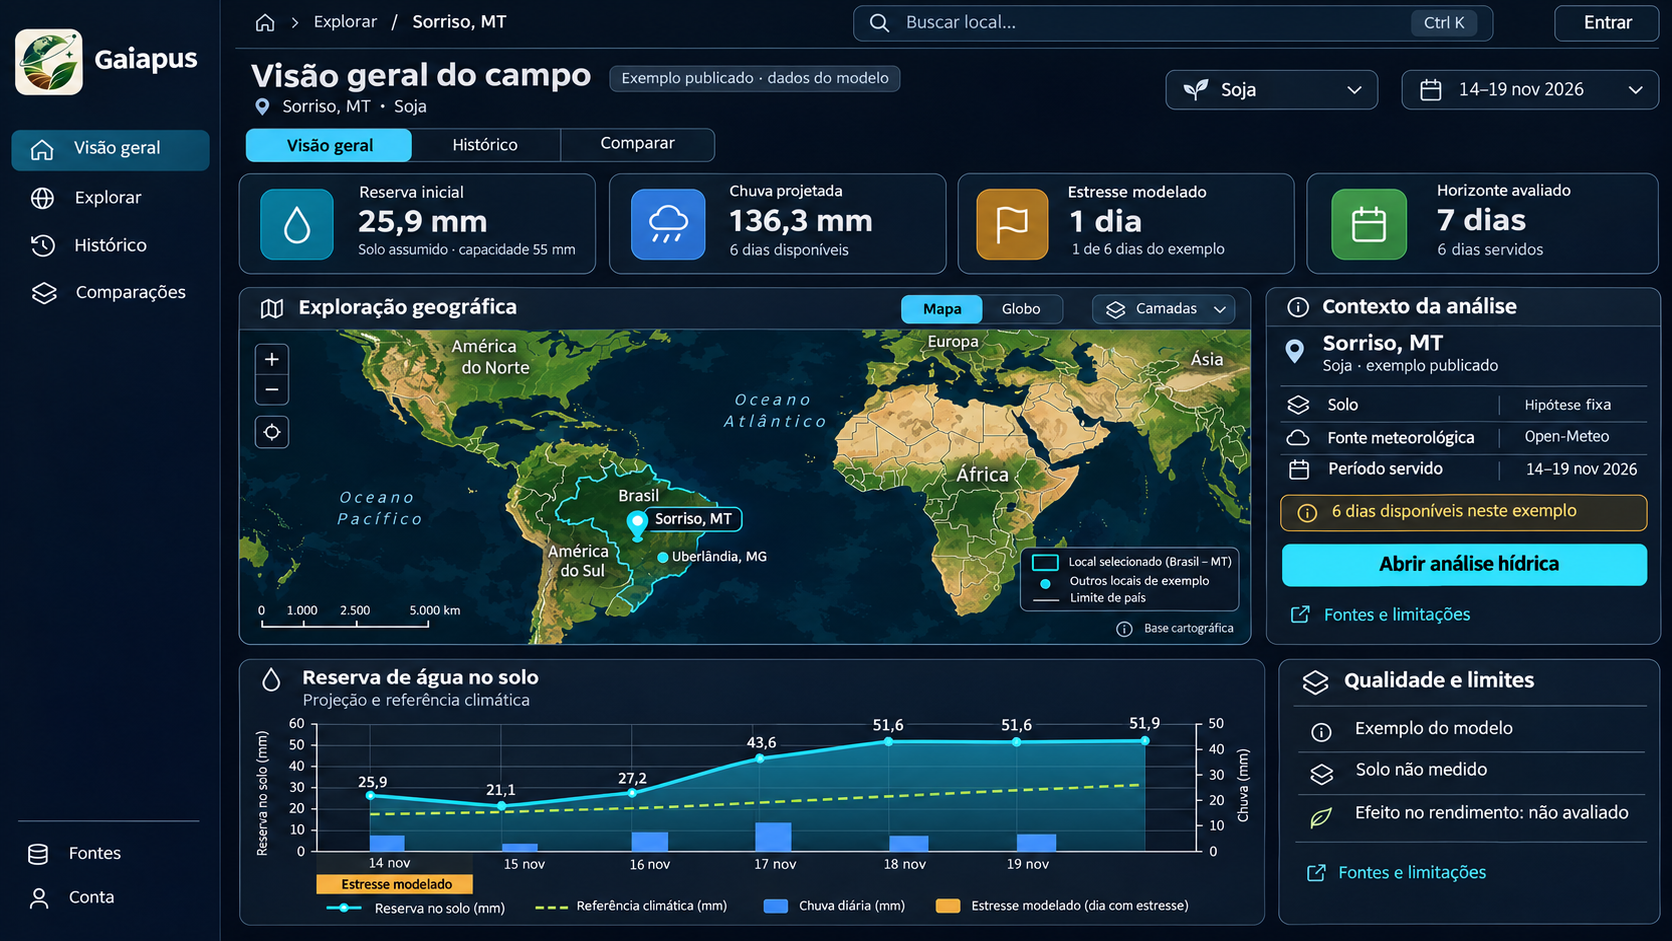 Gaiapus
Visão geral
Explorar
Histórico
Comparações
Fontes
Conta
Explorar / Sorriso, MT
Buscar local...
Ctrl K
Entrar
Visão geral do campo
Exemplo publicado · dados do modelo
Sorriso, MT • Soja
Soja
14–19 nov 2026
Visão geral
Histórico
Comparar
Reserva inicial
25,9 mm
Solo assumido · capacidade 55 mm
Chuva projetada
136,3 mm
6 dias disponíveis
Estresse modelado
1 dia
1 de 6 dias do exemplo
Horizonte avaliado
7 dias
6 dias servidos
Exploração geográfica
Mapa
Globo
Camadas
+
−
América
do Norte
Europa
Ásia
Oceano
Atlântico
África
Oceano
Pacífico
Brasil
Sorriso, MT
América
do Sul
Uberlândia, MG
0 1.000 2.500 5.000 km
Local selecionado (Brasil – MT)
Outros locais de exemplo
Limite de país
Base cartográfica
Contexto da análise
Sorriso, MT
Soja · exemplo publicado
Solo Hipótese fixa
Fonte meteorológica Open-Meteo
Período servido 14–19 nov 2026
6 dias disponíveis neste exemplo
Abrir análise hídrica
Fontes e limitações
Reserva de água no solo
Projeção e referência climática
Reserva no solo (mm)
60
50
40
30
20
10
0
25,9
21,1
27,2
43,6
51,6
51,6
51,9
50
40
30
20
10
0
Chuva (mm)
14 nov
15 nov
16 nov
17 nov
18 nov
19 nov
Estresse modelado
Reserva no solo (mm)
Referência climática (mm)
Chuva diária (mm)
Estresse modelado (dia com estresse)
Qualidade e limites
Exemplo do modelo
Solo não medido
Efeito no rendimento: não avaliado
Fontes e limitações